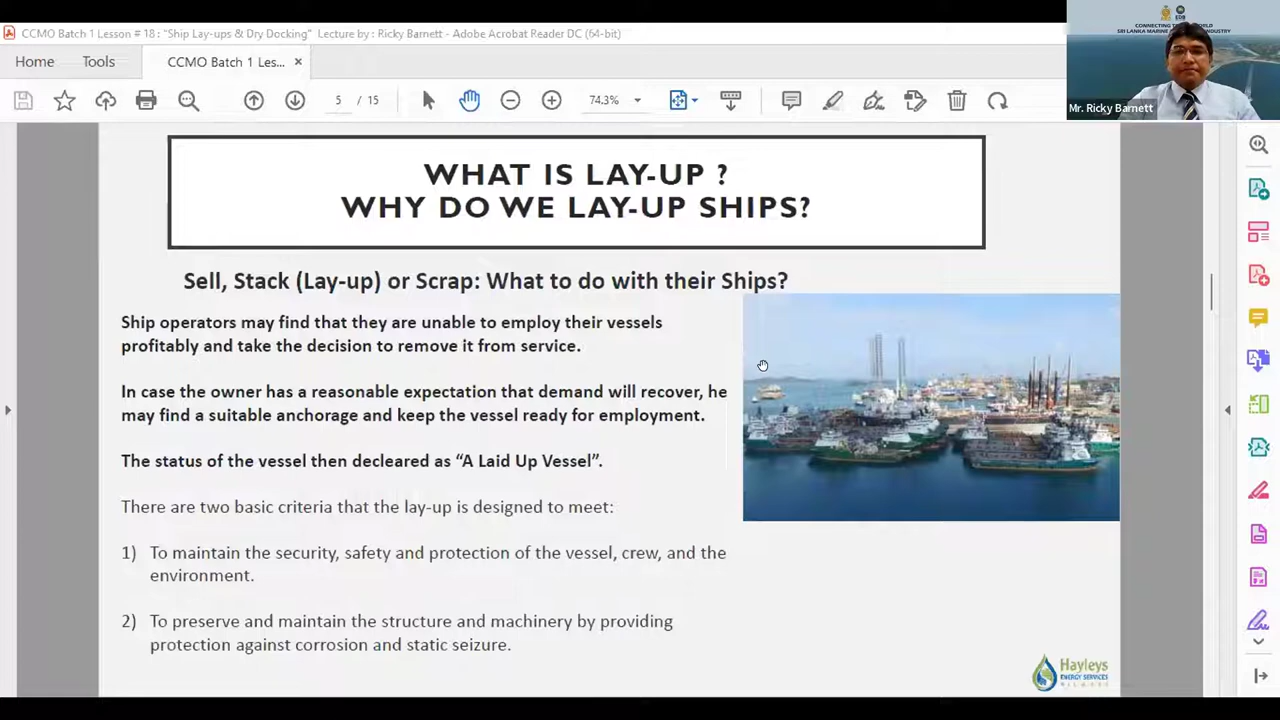 CCMO Batch 1 Lesson # 18 : "Ship Lay-ups & Dry Docking" Lecture by : Ricky Barnett - Adobe Acrobat Reader DC (64-bit)
Home
Tools
CCMO Batch 1 Les...
5 / 15
74.3%
Mr. Ricky Barnett
WHAT IS LAY-UP ?
WHY DO WE LAY-UP SHIPS?
Sell, Stack (Lay-up) or Scrap: What to do with their Ships?
Ship operators may find that they are unable to employ their vessels
profitably and take the decision to remove it from service.
In case the owner has a reasonable expectation that demand will recover, he
may find a suitable anchorage and keep the vessel ready for employment.
The status of the vessel then decleared as "A Laid Up Vessel".
There are two basic criteria that the lay-up is designed to meet:
1) To maintain the security, safety and protection of the vessel, crew, and the
environment.
2) To preserve and maintain the structure and machinery by providing
protection against corrosion and static seizure.
Hayleys
ENERGY SERVICES